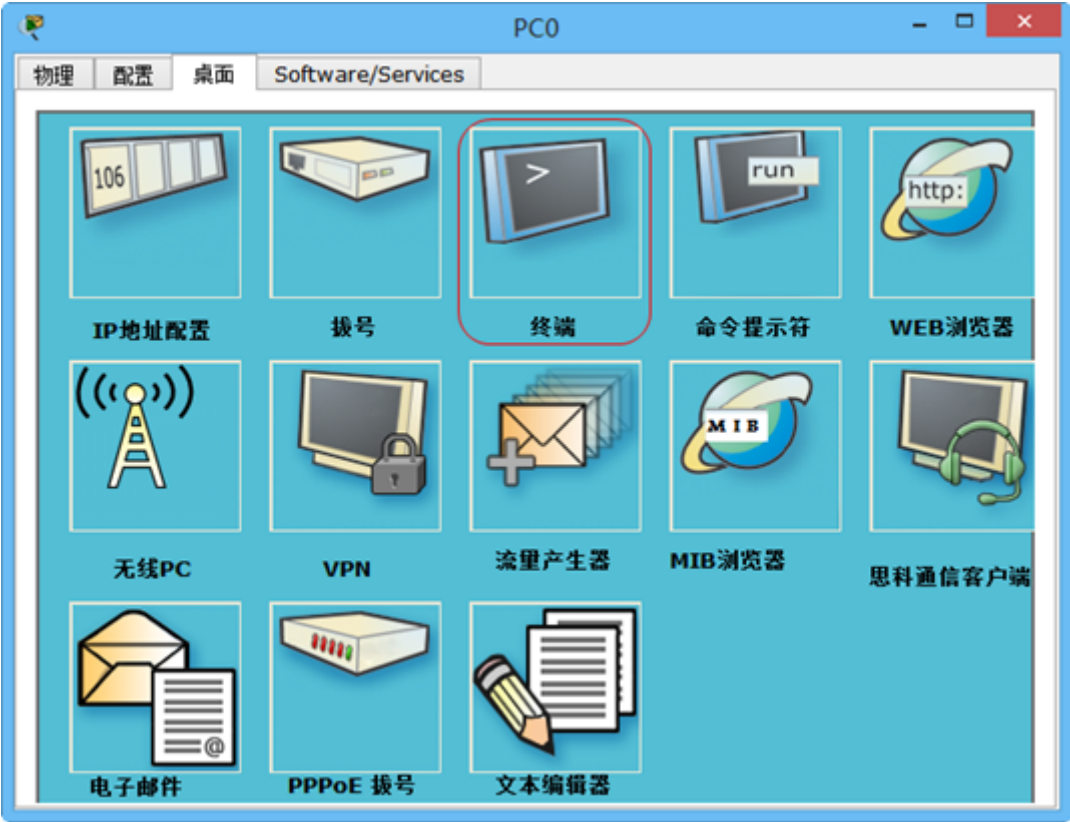 PC0
物理 配置 桌面 Software/Services
106
>
run
http:
IP地址配置 拨号 终端 命令提示符 WEB浏览器
MIB
无线PC VPN 流量产生器 MIB浏览器 思科通信客户端
@
电子邮件 PPPoE 拨号 文本编辑器